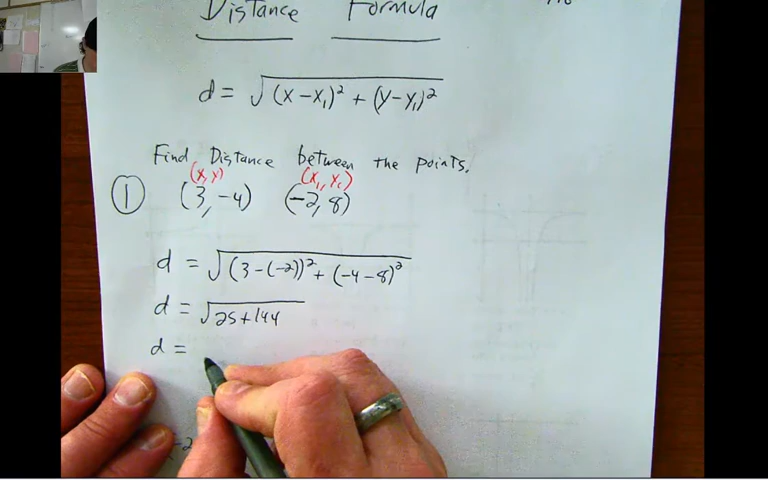 Distance Formula
d = √(x-x₁)² + (y-y₁)²
Find Distance between the points.
(x,y) (x₁, y₁)
① (3,-4) (-2,8)
d = √(3-(-2))² + (-4-8)²
d = √25+144
d =